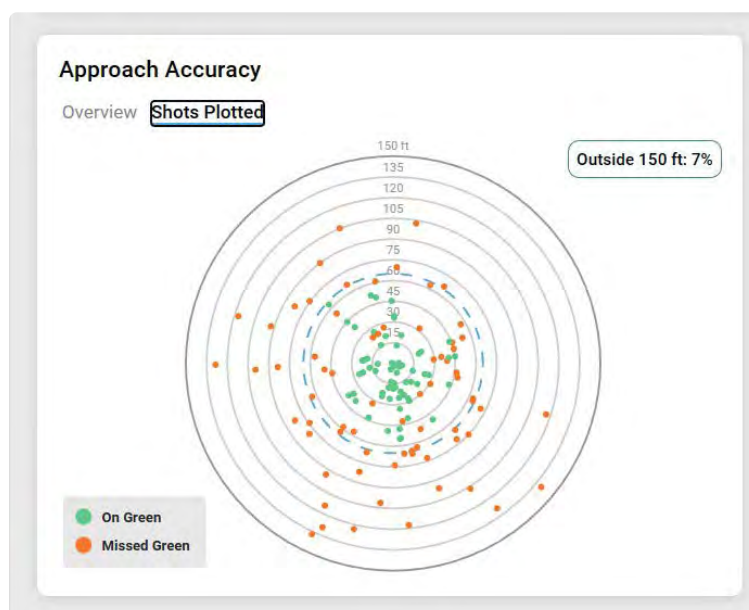 Approach Accuracy
Overview Shots Plotted
150 ft
Outside 150 ft: 7%
135
120
105
90
75
60
45
30
15
On Green
Missed Green